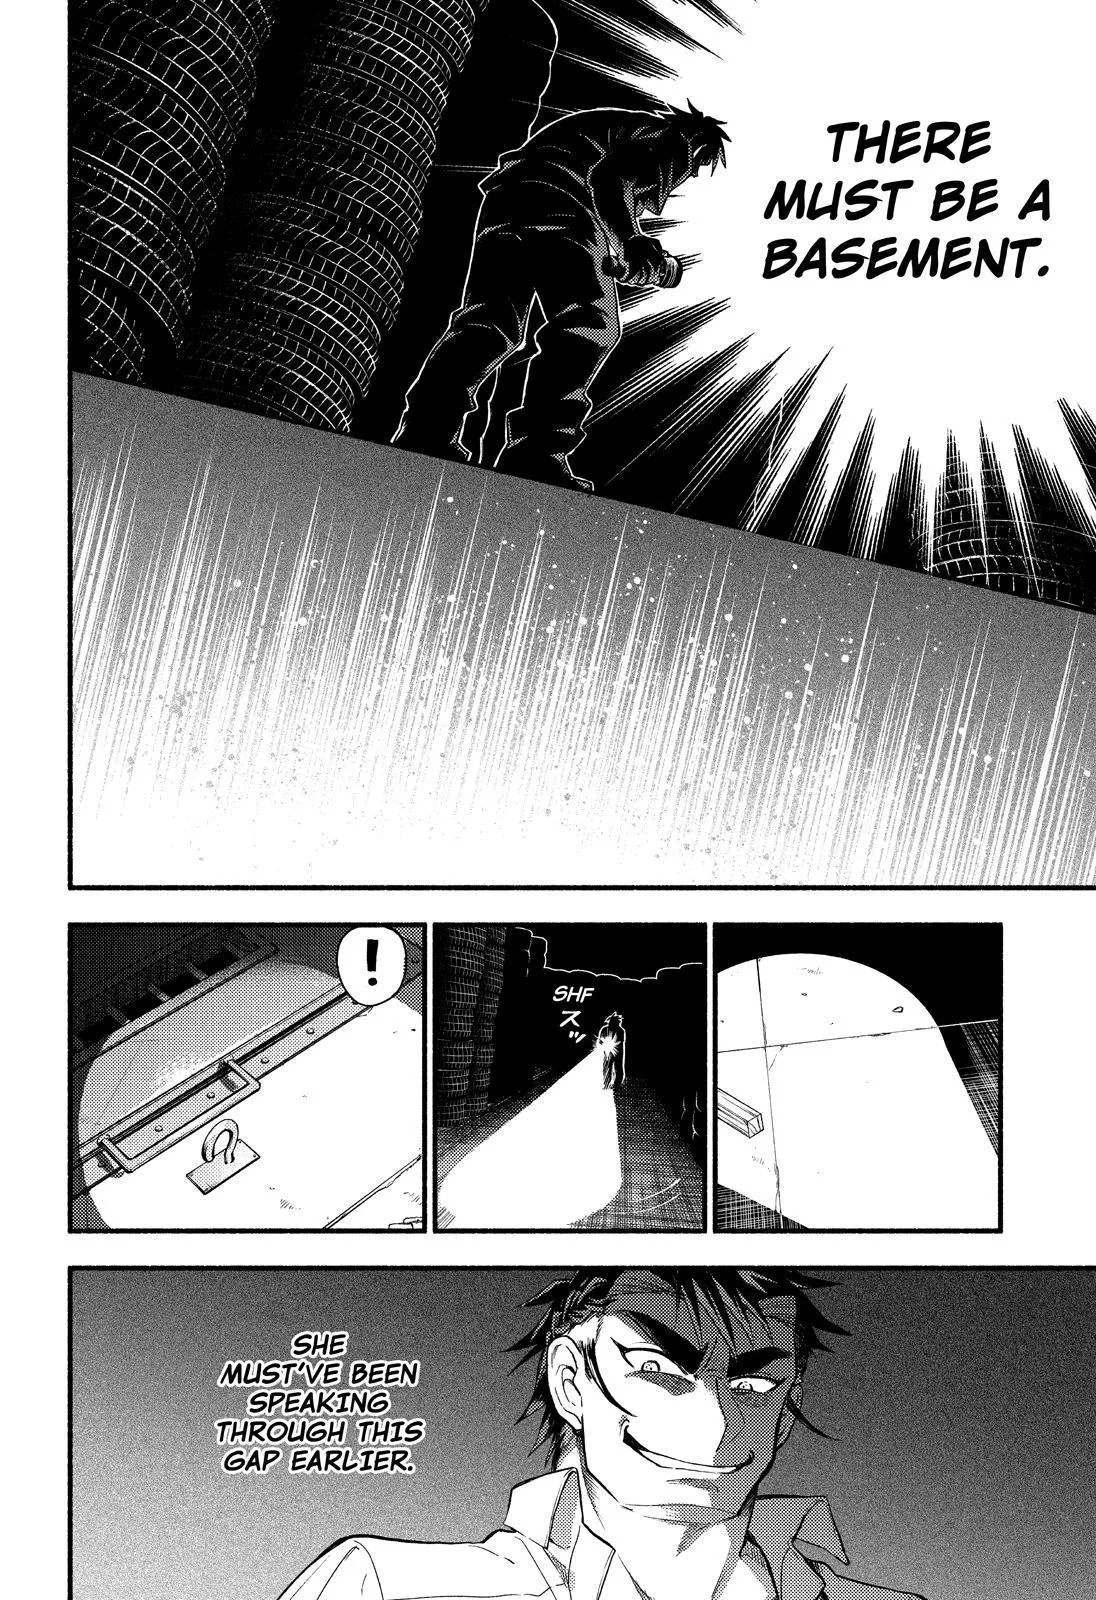 THERE
MUST BE A
BASEMENT.
SHF
スッ
!
SHE
MUST'VE BEEN
SPEAKING
THROUGH THIS
GAP EARLIER.